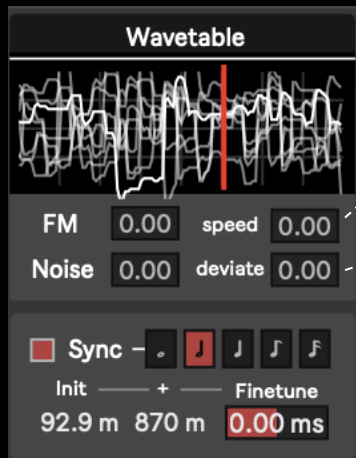 Wavetable
FM 0.00 speed 0.00
Noise 0.00 deviate 0.00
Sync
Init + Finetune
92.9 m 870 m 0.00 ms